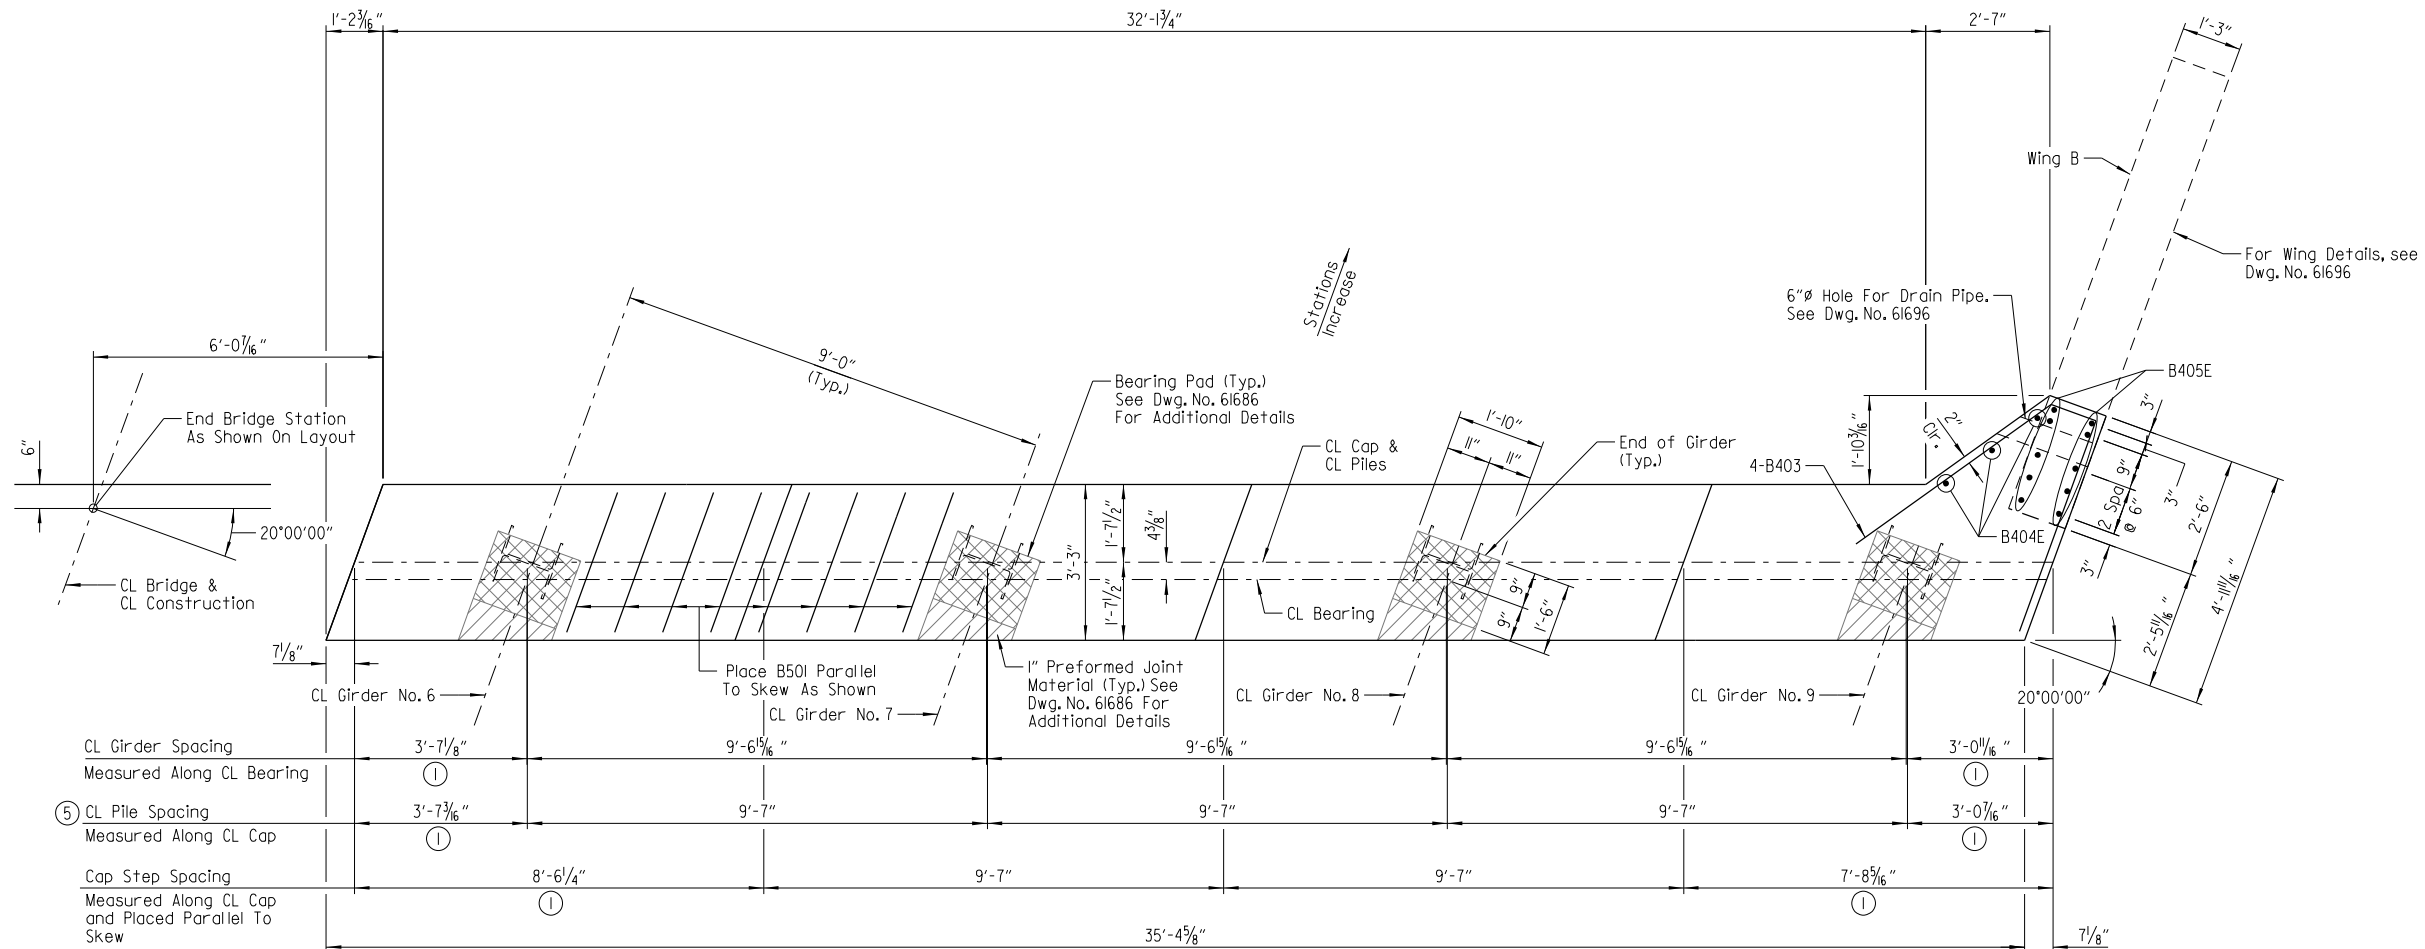 1'-2 3/16"
32'-1 3/4"
2'-7"
1'-3"
Wing B
For Wing Details, see
Dwg. No. 61696
6"ø Hole For Drain Pipe.
See Dwg. No. 61696
Stations
Increase
6'-0 7/16"
9'-0"
(Typ.)
B405E
Bearing Pad (Typ.)
See Dwg. No. 61686
For Additional Details
End Bridge Station
As Shown On Layout
6"
1'-10"
11"
11"
End of Girder
(Typ.)
CL Cap &
CL Piles
4-B403
1'-10 3/16"
2"
Clr.
3"
9"
3"
2 Spa
@ 6"
3"
2'-6"
4'-11 11/16"
2'-5 11/16"
B404E
20°00'00"
3'-3"
1'-7 1/2"
1'-7 1/2"
4 3/8"
CL Bridge &
CL Construction
CL Bearing
9"
9"
1'-6"
7 1/8"
Place B501 Parallel
To Skew As Shown
1" Preformed Joint
Material (Typ.) See
Dwg. No. 61686 For
Additional Details
CL Girder No. 6
CL Girder No. 7
CL Girder No. 8
CL Girder No. 9
20°00'00"
CL Girder Spacing
Measured Along CL Bearing
3'-7 1/8"
1
9'-6 15/16"
9'-6 15/16"
9'-6 15/16"
3'-0 11/16"
1
5 CL Pile Spacing
Measured Along CL Cap
3'-7 3/16"
1
9'-7"
9'-7"
9'-7"
3'-0 7/16"
1
Cap Step Spacing
Measured Along CL Cap
and Placed Parallel To
Skew
8'-6 1/4"
1
9'-7"
9'-7"
7'-8 5/16"
1
35'-4 5/8"
7 1/8"